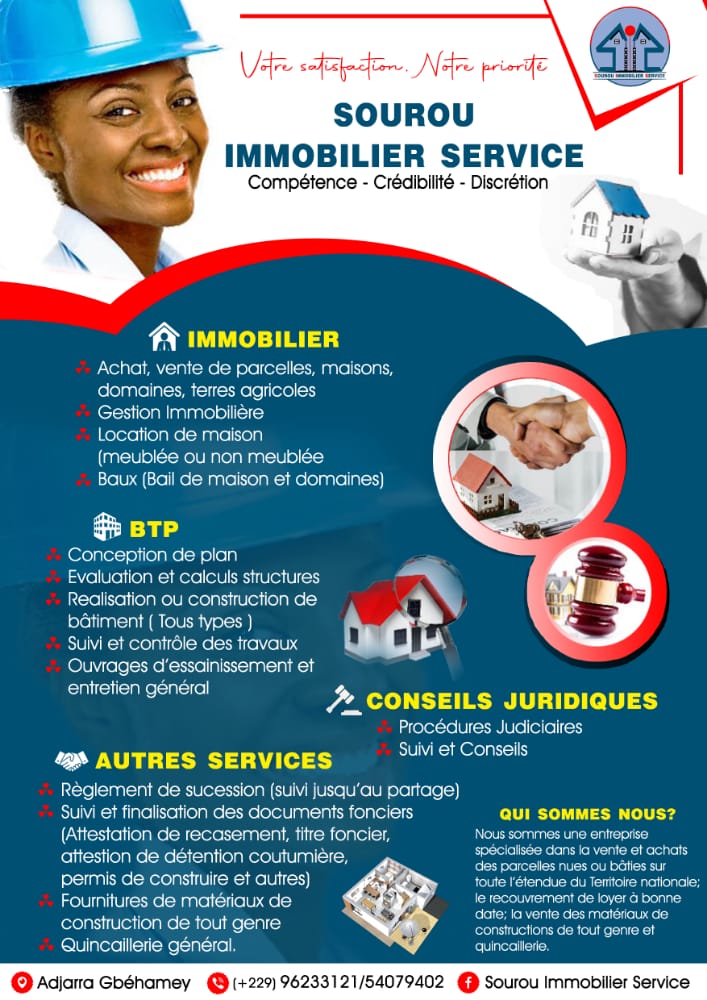 Votre satisfaction. Notre priorité
SOUROU IMMOBILIER SERVICE
SOUROU
IMMOBILIER SERVICE
Compétence - Crédibilité - Discrétion
IMMOBILIER
Achat, vente de parcelles, maisons,
domaines, terres agricoles
Gestion Immobilière
Location de maison
(meublée ou non meublée
Baux (Bail de maison et domaines)
BTP
Conception de plan
Evaluation et calculs structures
Realisation ou construction de
bâtiment ( Tous types )
Suivi et contrôle des travaux
Ouvrages d'essainissement et
entretien général
CONSEILS JURIDIQUES
Procédures Judiciaires
Suivi et Conseils
AUTRES SERVICES
Règlement de sucession (suivi jusqu'au partage)
Suivi et finalisation des documents fonciers
(Attestation de recasement, titre foncier,
attestion de détention coutumière,
permis de construire et autres)
Fournitures de matériaux de
construction de tout genre
Quincaillerie général.
QUI SOMMES NOUS?
Nous sommes une entreprise
spécialisée dans la vente et achats
des parcelles nues ou bâties sur
toute l'étendue du Territoire nationale;
le recouvrement de loyer à bonne
date; la vente des matériaux de
constructions de tout genre et
quincaillerie.
Adjarra Gbéhamey
(+229) 96233121/54079402
Sourou Immobilier Service